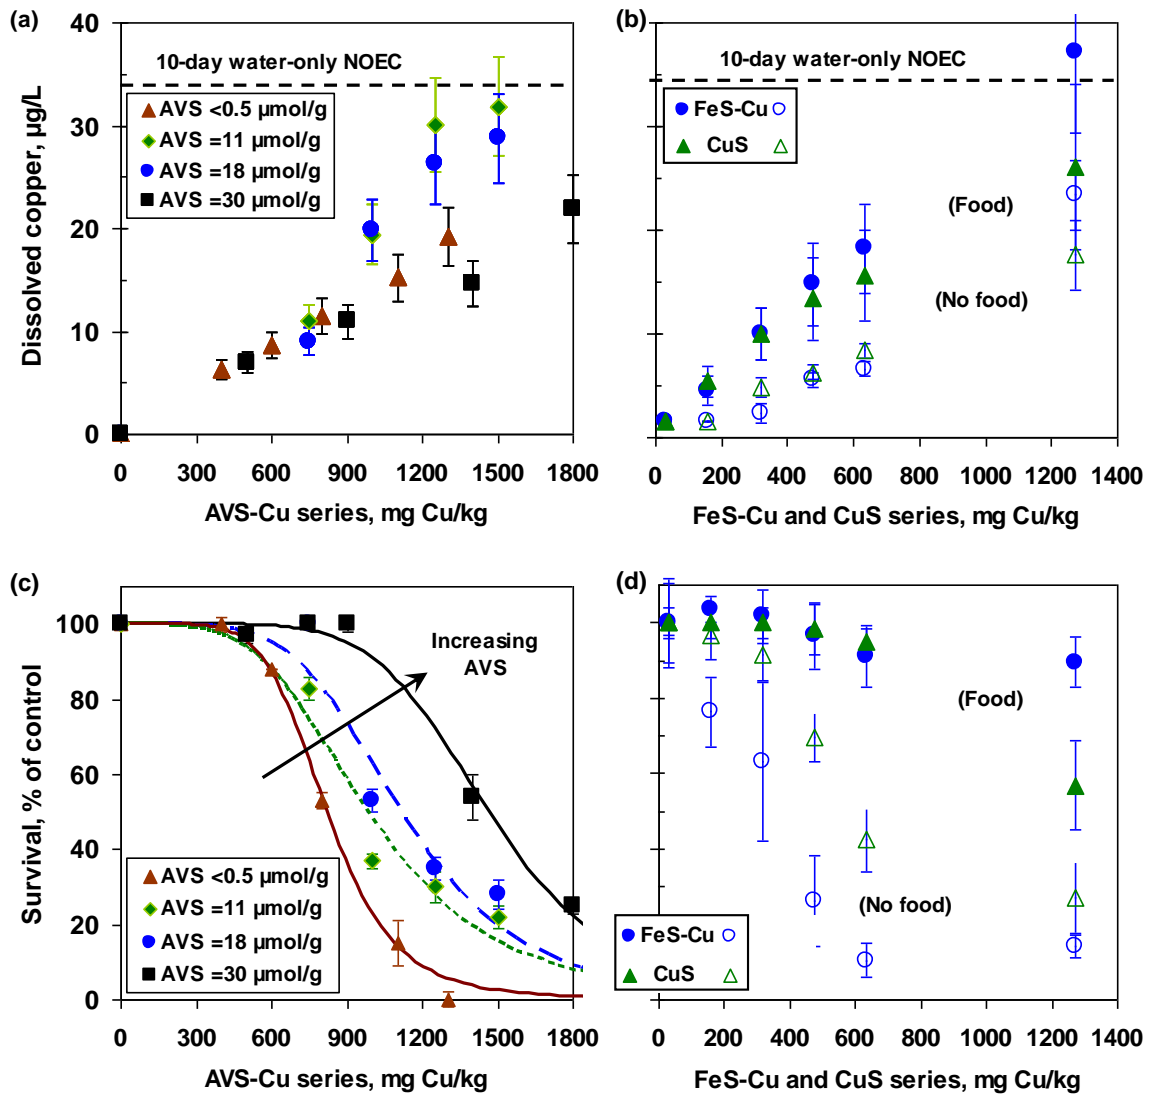 (a)
40
30
20
10
0
Dissolved copper, µg/L
10-day water-only NOEC
AVS <0.5 µmol/g
AVS =11 µmol/g
AVS =18 µmol/g
AVS =30 µmol/g
0 300 600 900 1200 1500 1800
AVS-Cu series, mg Cu/kg
(b)
10-day water-only NOEC
FeS-Cu
CuS
(Food)
(No food)
0 200 400 600 800 1000 1200 1400
FeS-Cu and CuS series, mg Cu/kg
(c)
100
80
60
40
20
0
Survival, % of control
Increasing
AVS
AVS <0.5 µmol/g
AVS =11 µmol/g
AVS =18 µmol/g
AVS =30 µmol/g
0 300 600 900 1200 1500 1800
AVS-Cu series, mg Cu/kg
(d)
(Food)
(No food)
FeS-Cu
CuS
0 200 400 600 800 1000 1200 1400
FeS-Cu and CuS series, mg Cu/kg